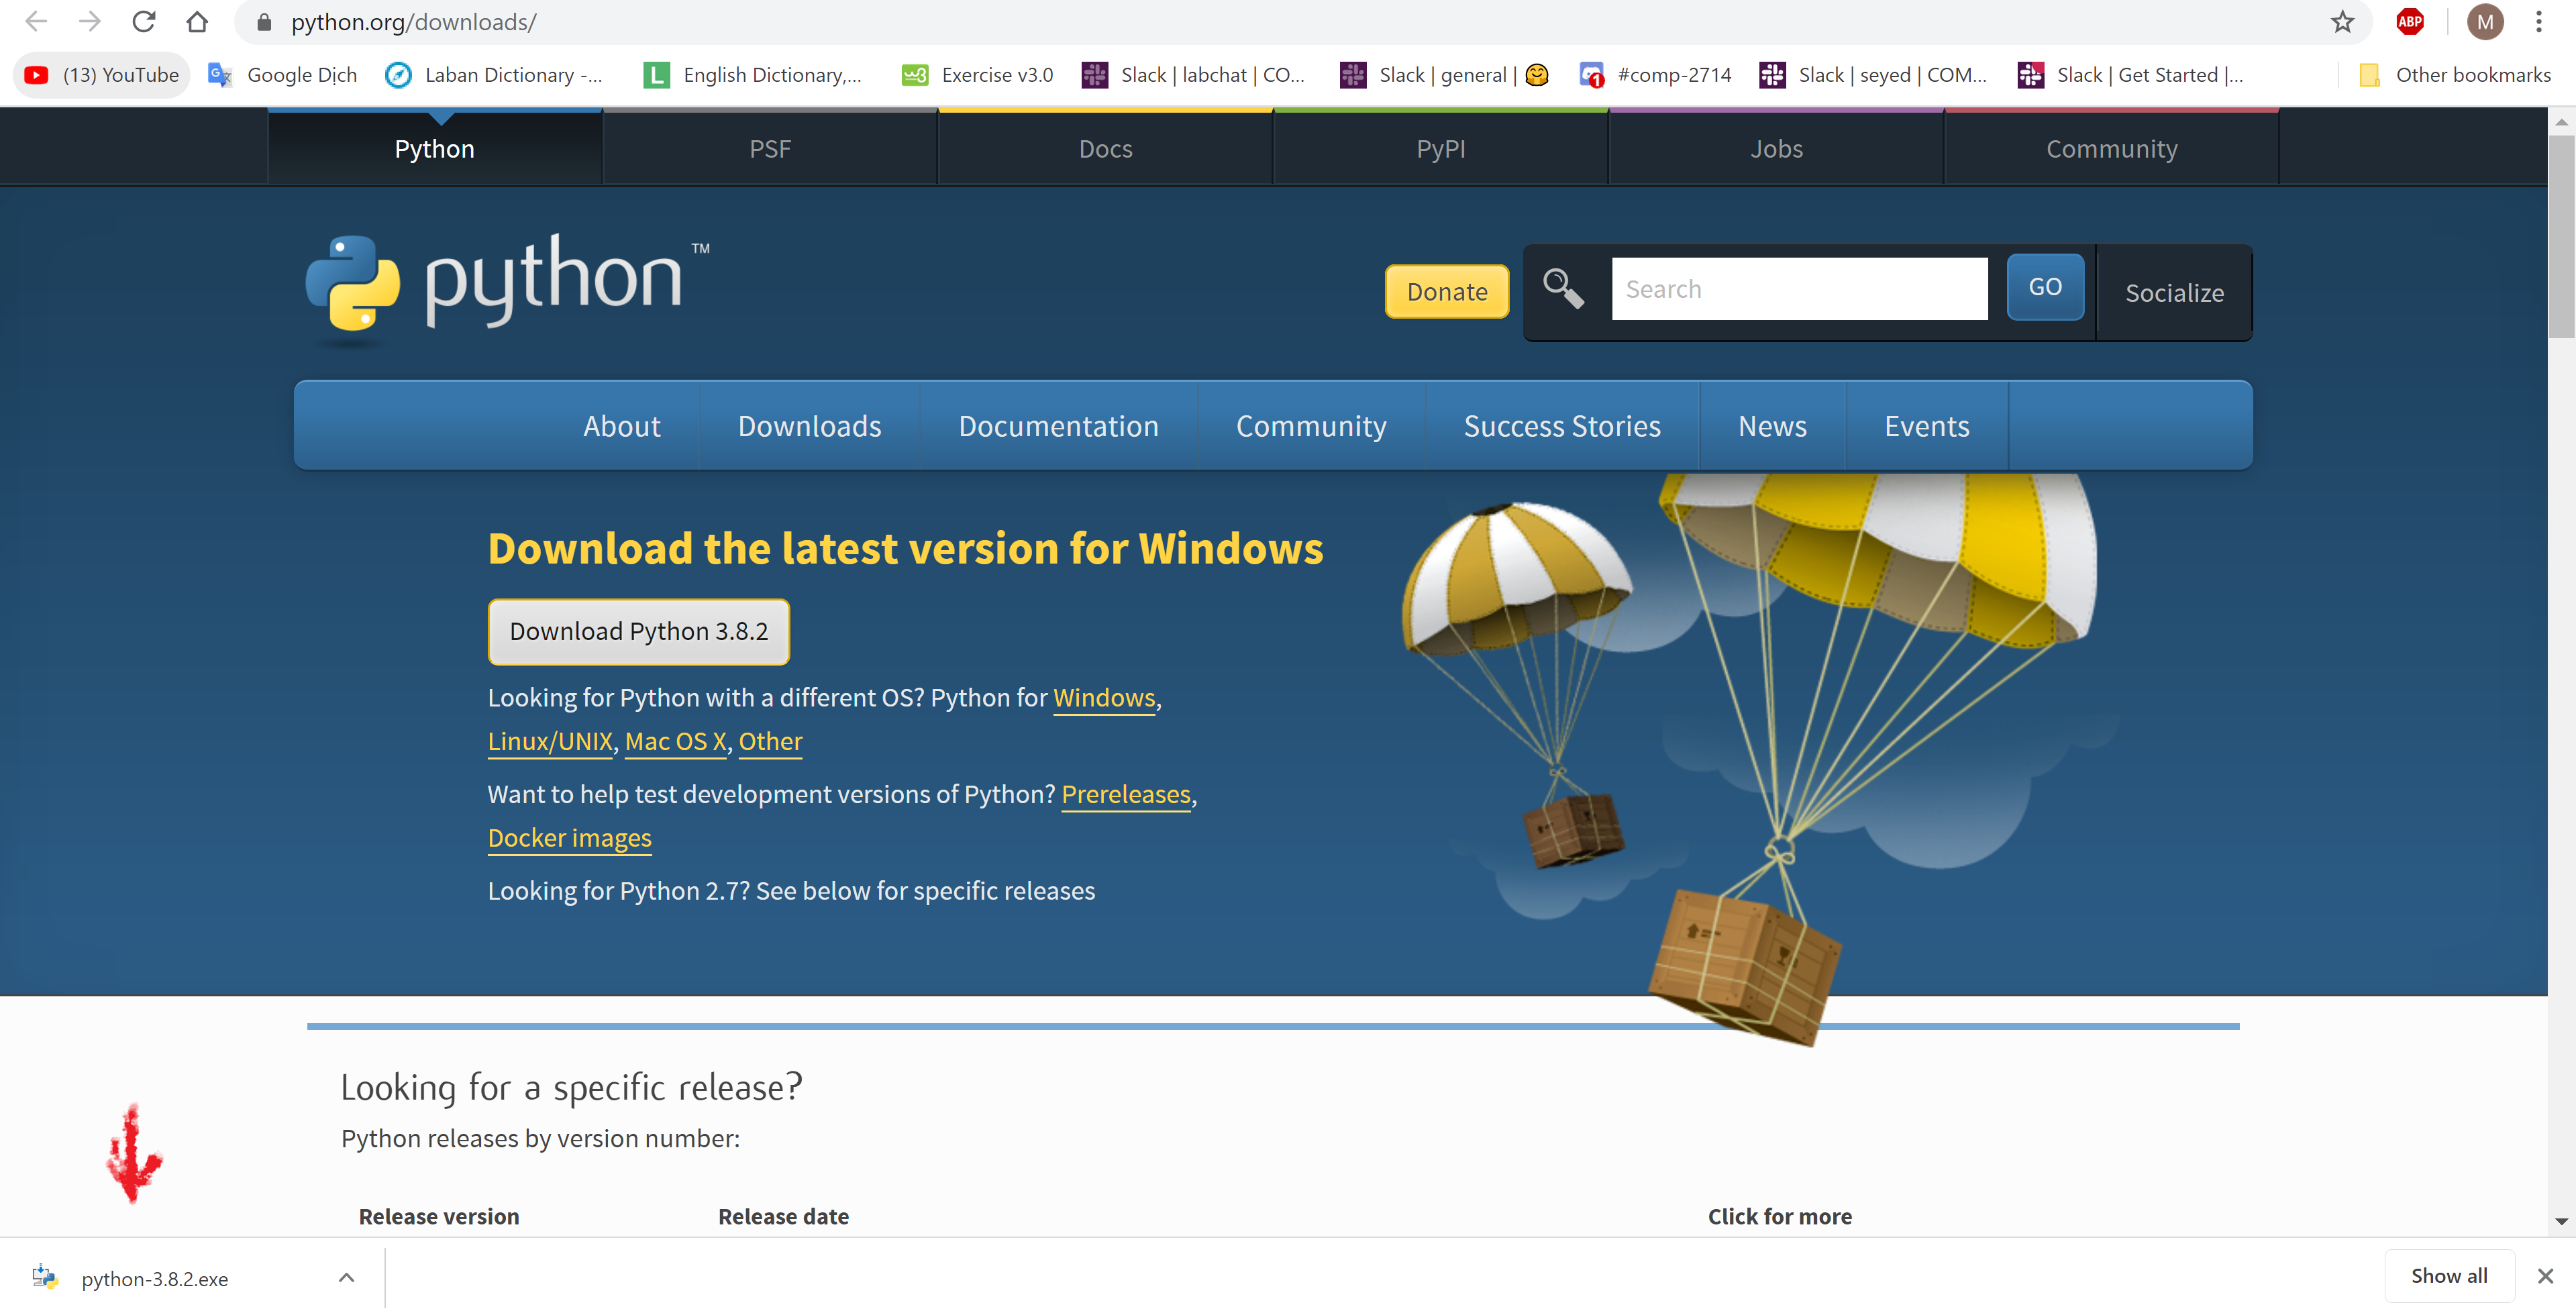 python.org/downloads/
ABP
M
(13) YouTube
Google Dịch
Laban Dictionary -...
L
English Dictionary,...
w3
Exercise v3.0
Slack | labchat | CO...
Slack | general | 🤗
1
#comp-2714
Slack | seyed | COM...
Slack | Get Started |...
Other bookmarks
Python
PSF
Docs
PyPI
Jobs
Community
python™
Donate
Search
GO
Socialize
About
Downloads
Documentation
Community
Success Stories
News
Events
Download the latest version for Windows
Download Python 3.8.2
Looking for Python with a different OS? Python for Windows,
Linux/UNIX, Mac OS X, Other
Want to help test development versions of Python? Prereleases,
Docker images
Looking for Python 2.7? See below for specific releases
Looking for a specific release?
Python releases by version number:
Release version
Release date
Click for more
python-3.8.2.exe
Show all